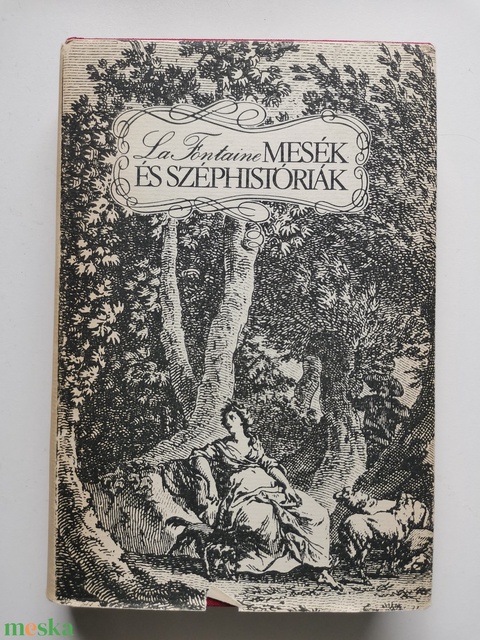 La Fontaine MESÉK
ÉS SZÉPHISTÓRIÁK
meska